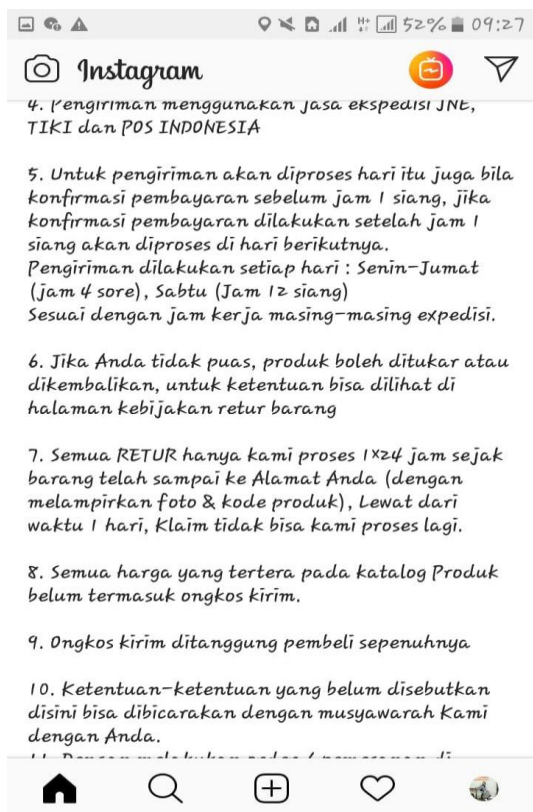 52% 09:27
Instagram
4. Pengiriman menggunakan jasa ekspedisi JNE,
TIKI dan POS INDONESIA
5. Untuk pengiriman akan diproses hari itu juga bila
konfirmasi pembayaran sebelum jam 1 siang, jika
konfirmasi pembayaran dilakukan setelah jam 1
siang akan diproses di hari berikutnya.
Pengiriman dilakukan setiap hari : Senin-Jumat
(jam 4 sore), Sabtu (Jam 12 siang)
Sesuai dengan jam kerja masing-masing expedisi.
6. Jika Anda tidak puas, produk boleh ditukar atau
dikembalikan, untuk ketentuan bisa dilihat di
halaman kebijakan retur barang
7. Semua RETUR hanya kami proses 1×24 jam sejak
barang telah sampai ke Alamat Anda (dengan
melampirkan foto & kode produk), Lewat dari
waktu 1 hari, Klaim tidak bisa kami proses lagi.
8. Semua harga yang tertera pada katalog Produk
belum termasuk ongkos kirim.
9. Ongkos kirim ditanggung pembeli sepenuhnya
10. Ketentuan-ketentuan yang belum disebutkan
disini bisa dibicarakan dengan musyawarah Kami
dengan Anda.